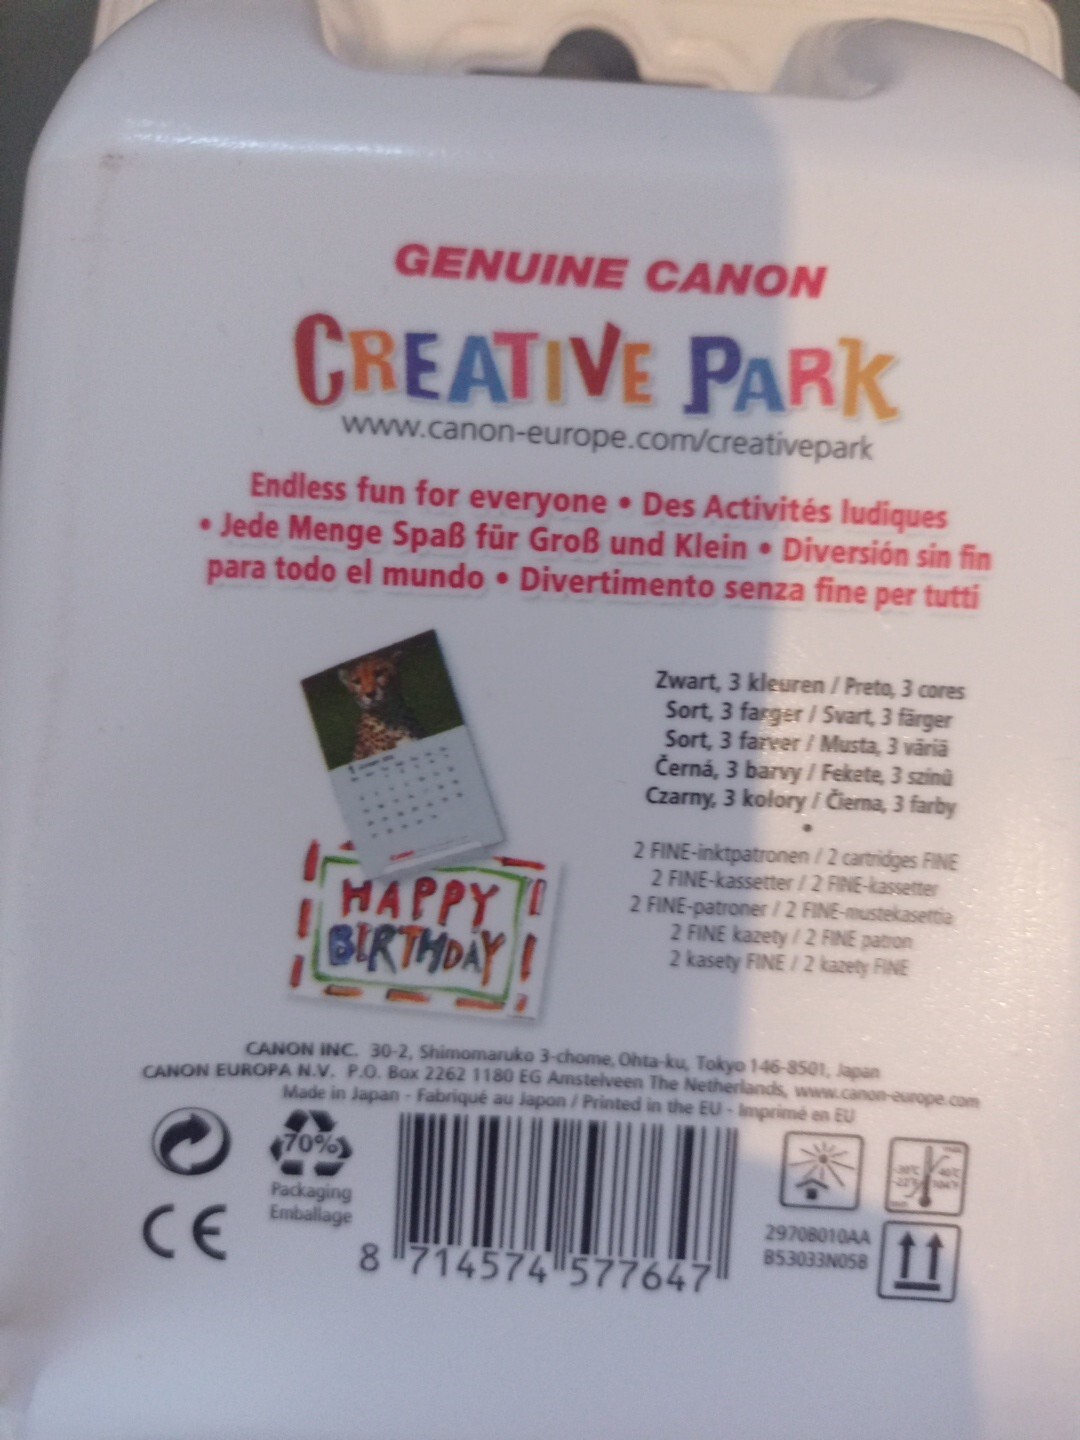 GENUINE CANON
CREATIVE PARK
www.canon-europe.com/creativepark
Endless fun for everyone • Des Activités ludiques
• Jede Menge Spaß für Groß und Klein • Diversión sin fin
para todo el mundo • Divertimento senza fine per tutti
Zwart, 3 kleuren / Preto, 3 cores
Sort, 3 farger / Svart, 3 färger
Sort, 3 farver / Musta, 3 väriä
Černá, 3 barvy / Fekete, 3 színű
Czarny, 3 kolory / Čierna, 3 farby
•
2 FINE-inktpatronen / 2 cartridges FINE
2 FINE-kassetter / 2 FINE-kassetter
2 FINE-patroner / 2 FINE-mustekasettia
2 FINE kazety / 2 FINE patron
2 kasety FINE / 2 kazety FINE
HAPPY
BIRTHDAY
CANON INC. 30-2, Shimomaruko 3-chome, Ohta-ku, Tokyo 146-8501, Japan
CANON EUROPA N.V. P.O. Box 2262 1180 EG Amstelveen The Netherlands, www.canon-europe.com
Made in Japan - Fabriqué au Japon / Printed in the EU - Imprimé en EU
70%
Packaging
Emballage
CE
8 714574 577647
29708010AA
B53033N058